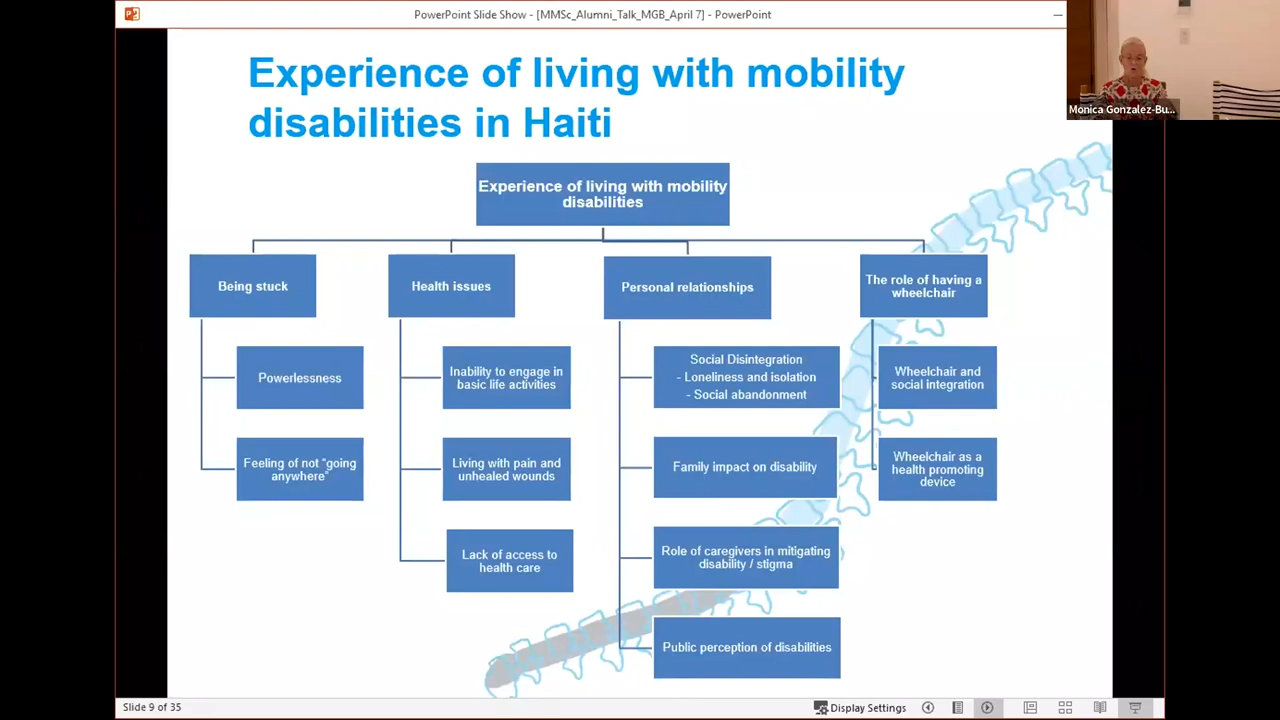 PowerPoint Slide Show - [MMSc_Alumni_Talk_MGB_April 7] - PowerPoint
Monica Gonzalez-Bu...
Experience of living with mobility
disabilities in Haiti
Experience of living with mobility
disabilities
Being stuck
Powerlessness
Feeling of not "going
anywhere"
Health issues
Inability to engage in
basic life activities
Living with pain and
unhealed wounds
Lack of access to
health care
Personal relationships
Social Disintegration
- Loneliness and isolation
- Social abandonment
Family impact on disability
Role of caregivers in mitigating
disability / stigma
Public perception of disabilities
The role of having a
wheelchair
Wheelchair and
social integration
Wheelchair as a
health promoting
device
Slide 9 of 35
Display Settings